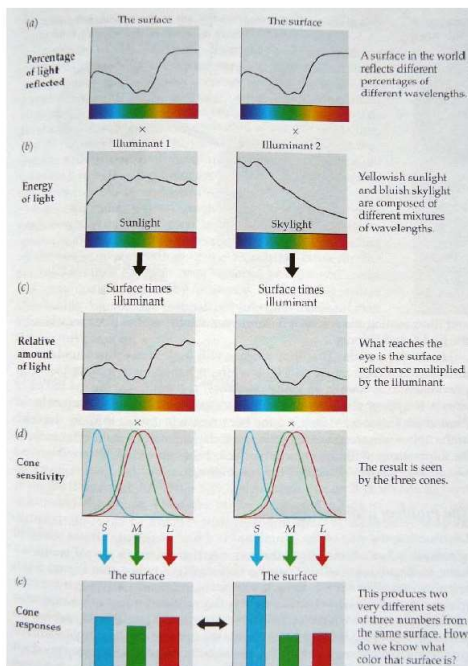 The surface
The surface
(a)
Percentage
of light
reflected
A surface in the world
reflects different
percentages of
different wavelengths.
×
×
(b)
Illuminant 1
Illuminant 2
Energy
of light
Sunlight
Skylight
Yellowish sunlight
and bluish skylight
are composed of
different mixtures
of wavelengths.
(c)
Surface times
illuminant
Surface times
illuminant
Relative
amount
of light
What reaches the
eye is the surface
reflectance multiplied
by the illuminant
×
×
(d)
Cone
sensitivity
The result is seen
by the three cones.
S M L
S M L
(e)
The surface
The surface
Cone
responses
This produces two
very different sets
of three numbers from
the same surface. How
do we know what
color that surface is?